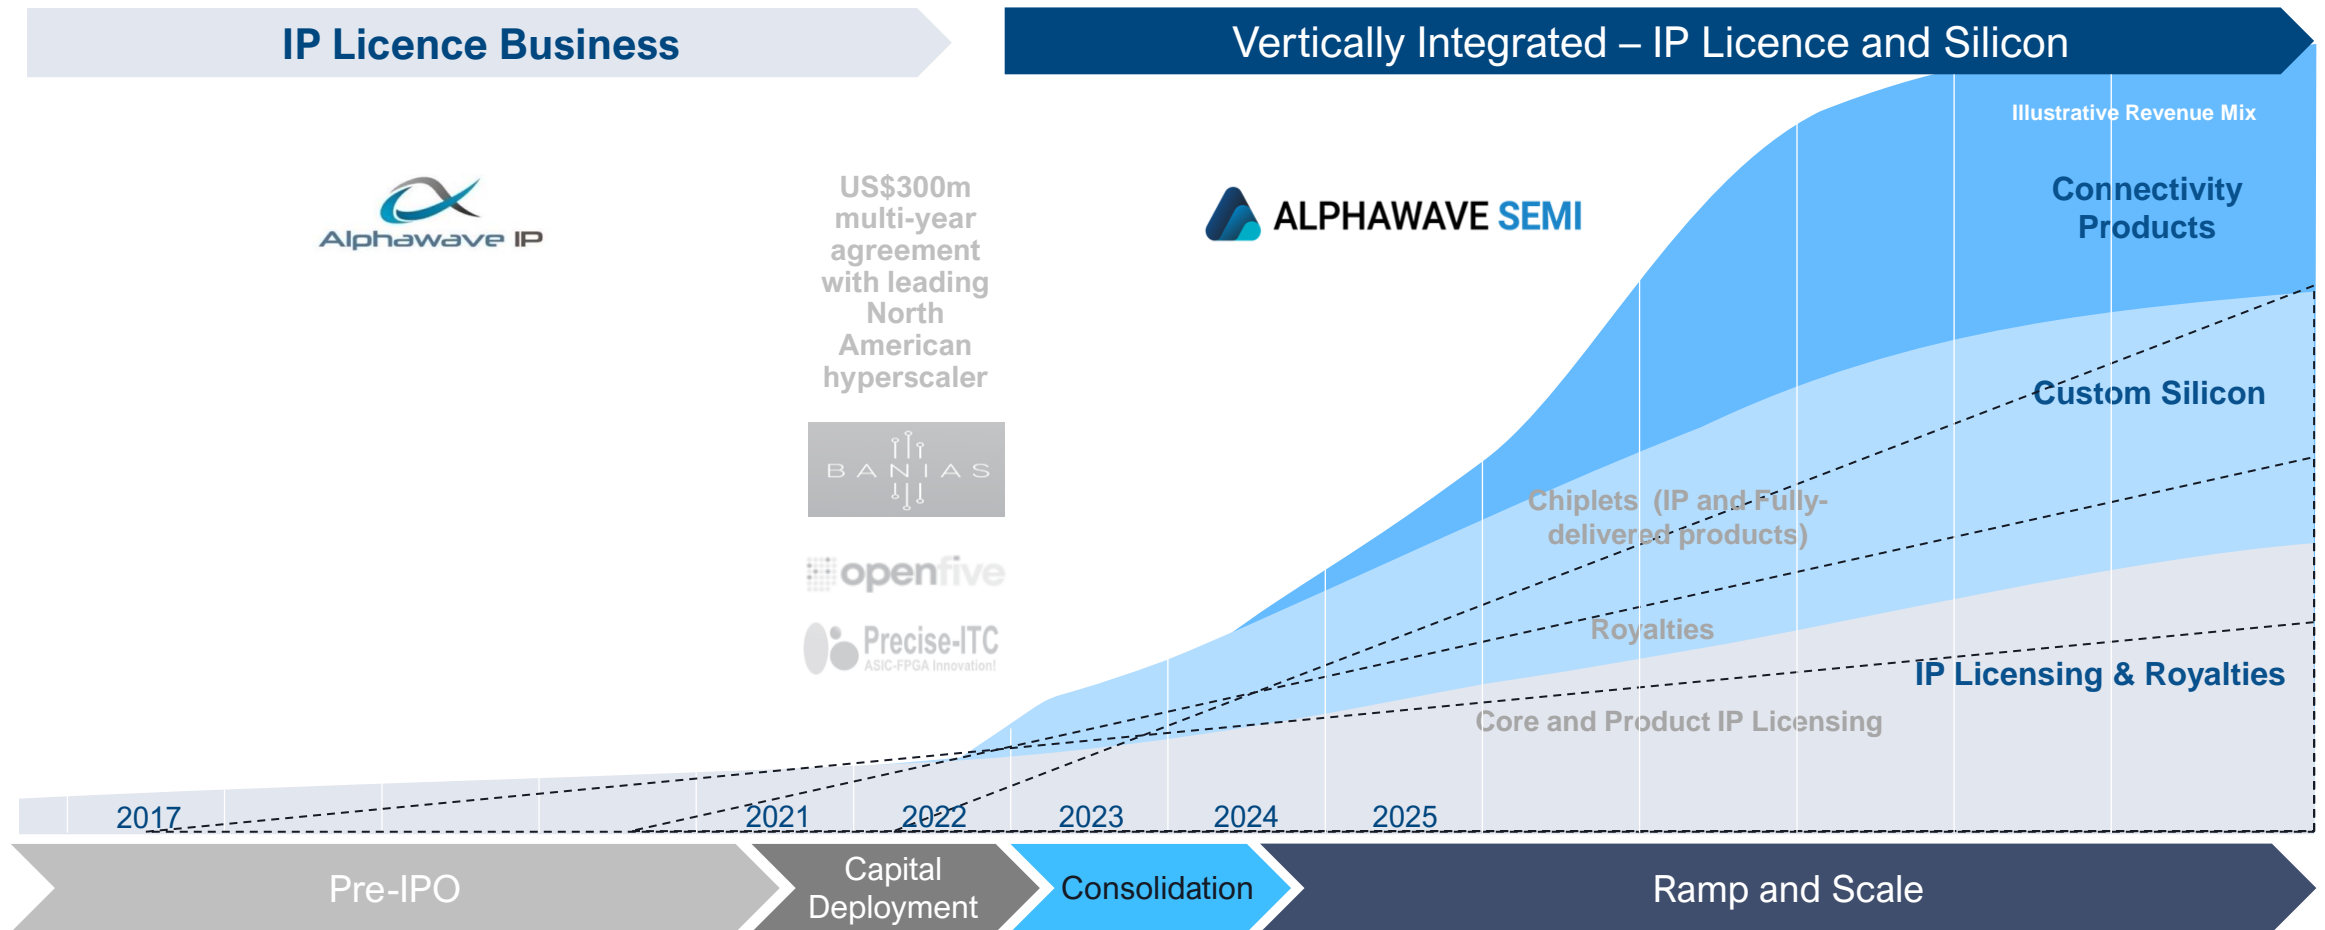 IP Licence Business
Vertically Integrated – IP Licence and Silicon
Illustrative Revenue Mix
Alphawave IP
US$300m
multi-year
agreement
with leading
North
American
hyperscaler
ALPHAWAVE SEMI
Connectivity
Products
Custom Silicon
BANIAS
Chiplets (IP and Fully-
delivered products)
openfive
Royalties
Precise-ITC
ASIC-FPGA Innovation!
IP Licensing & Royalties
Core and Product IP Licensing
2017
2021
2022
2023
2024
2025
Pre-IPO
Capital
Deployment
Consolidation
Ramp and Scale